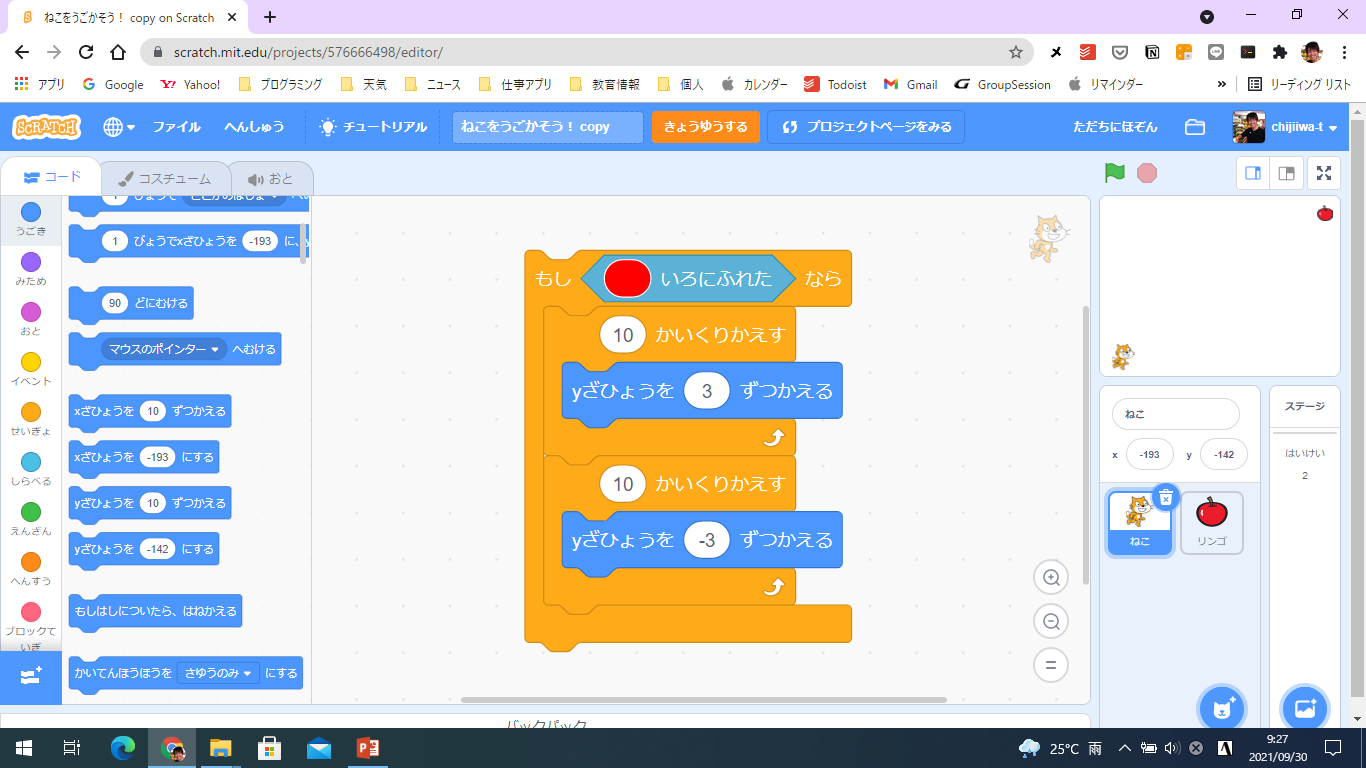 ねこをうごかそう！ copy on Scratch
scratch.mit.edu/projects/576666498/editor/
アプリ Google Yahoo! プログラミング 天気 ニュース 仕事アプリ 教育情報 個人 カレンダー Todoist Gmail GroupSession リマインダー » リーディング リスト
SCRATCH ファイル へんしゅう チュートリアル ねこをうごかそう！ copy きょうゆうする プロジェクトページをみる ただちにほぞん chijiiwa-t
コード コスチューム おと
うごき
みため
おと
イベント
せいぎょ
しらべる
えんざん
へんすう
ブロックてい
いぎ
1 びょうでxざひょうを -193 に、y
90 どにむける
マウスのポインター へむける
xざひょうを 10 ずつかえる
xざひょうを -193 にする
yざひょうを 10 ずつかえる
yざひょうを -142 にする
もしはしについたら、はねかえる
かいてんほうほうを さゆうのみ にする
もし いろにふれた なら
10 かいくりかえす
yざひょうを 3 ずつかえる
10 かいくりかえす
yざひょうを -3 ずつかえる
ねこ
x -193 y -142
ねこ リンゴ
ステージ
はいけい
2
バックパック
25°C 雨
A
9:27
2021/09/30